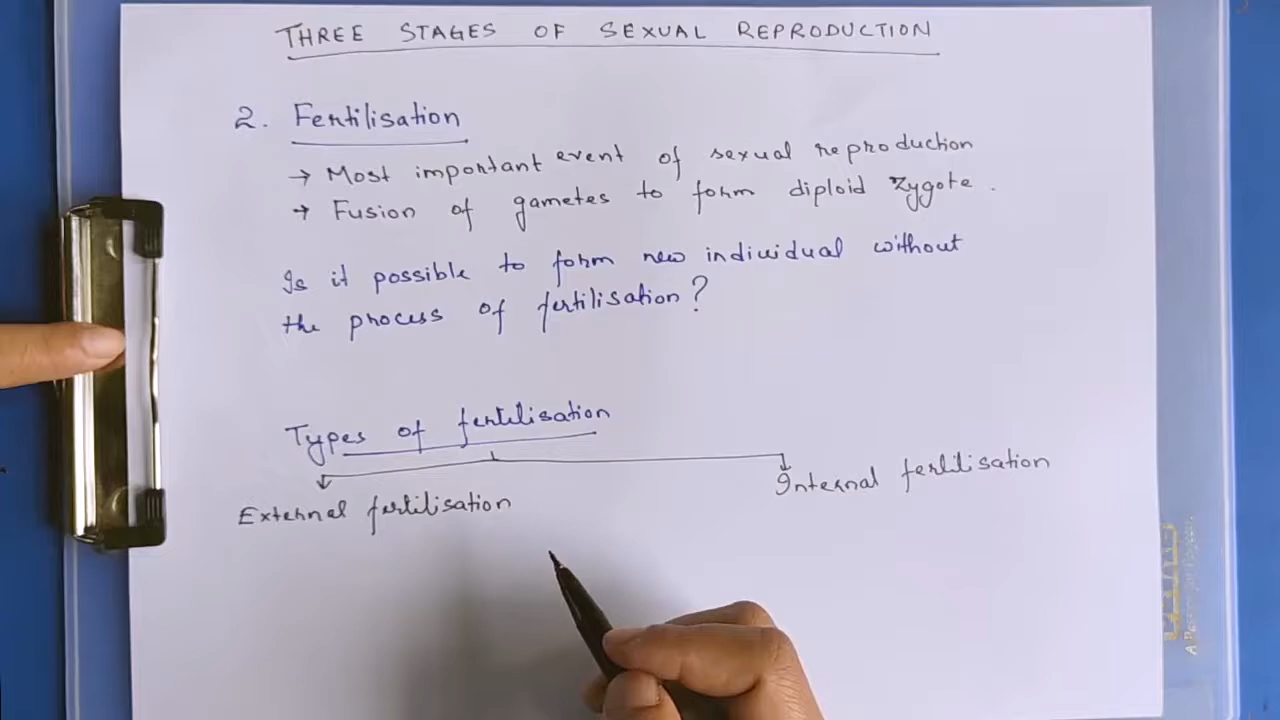 THREE STAGES OF SEXUAL REPRODUCTION
2. Fertilisation
→ Most important event of sexual reproduction
→ Fusion of gametes to form diploid zygote.
Is it possible to form new individual without
the process of fertilisation?
Types of fertilisation
External fertilisation
Internal fertilisation